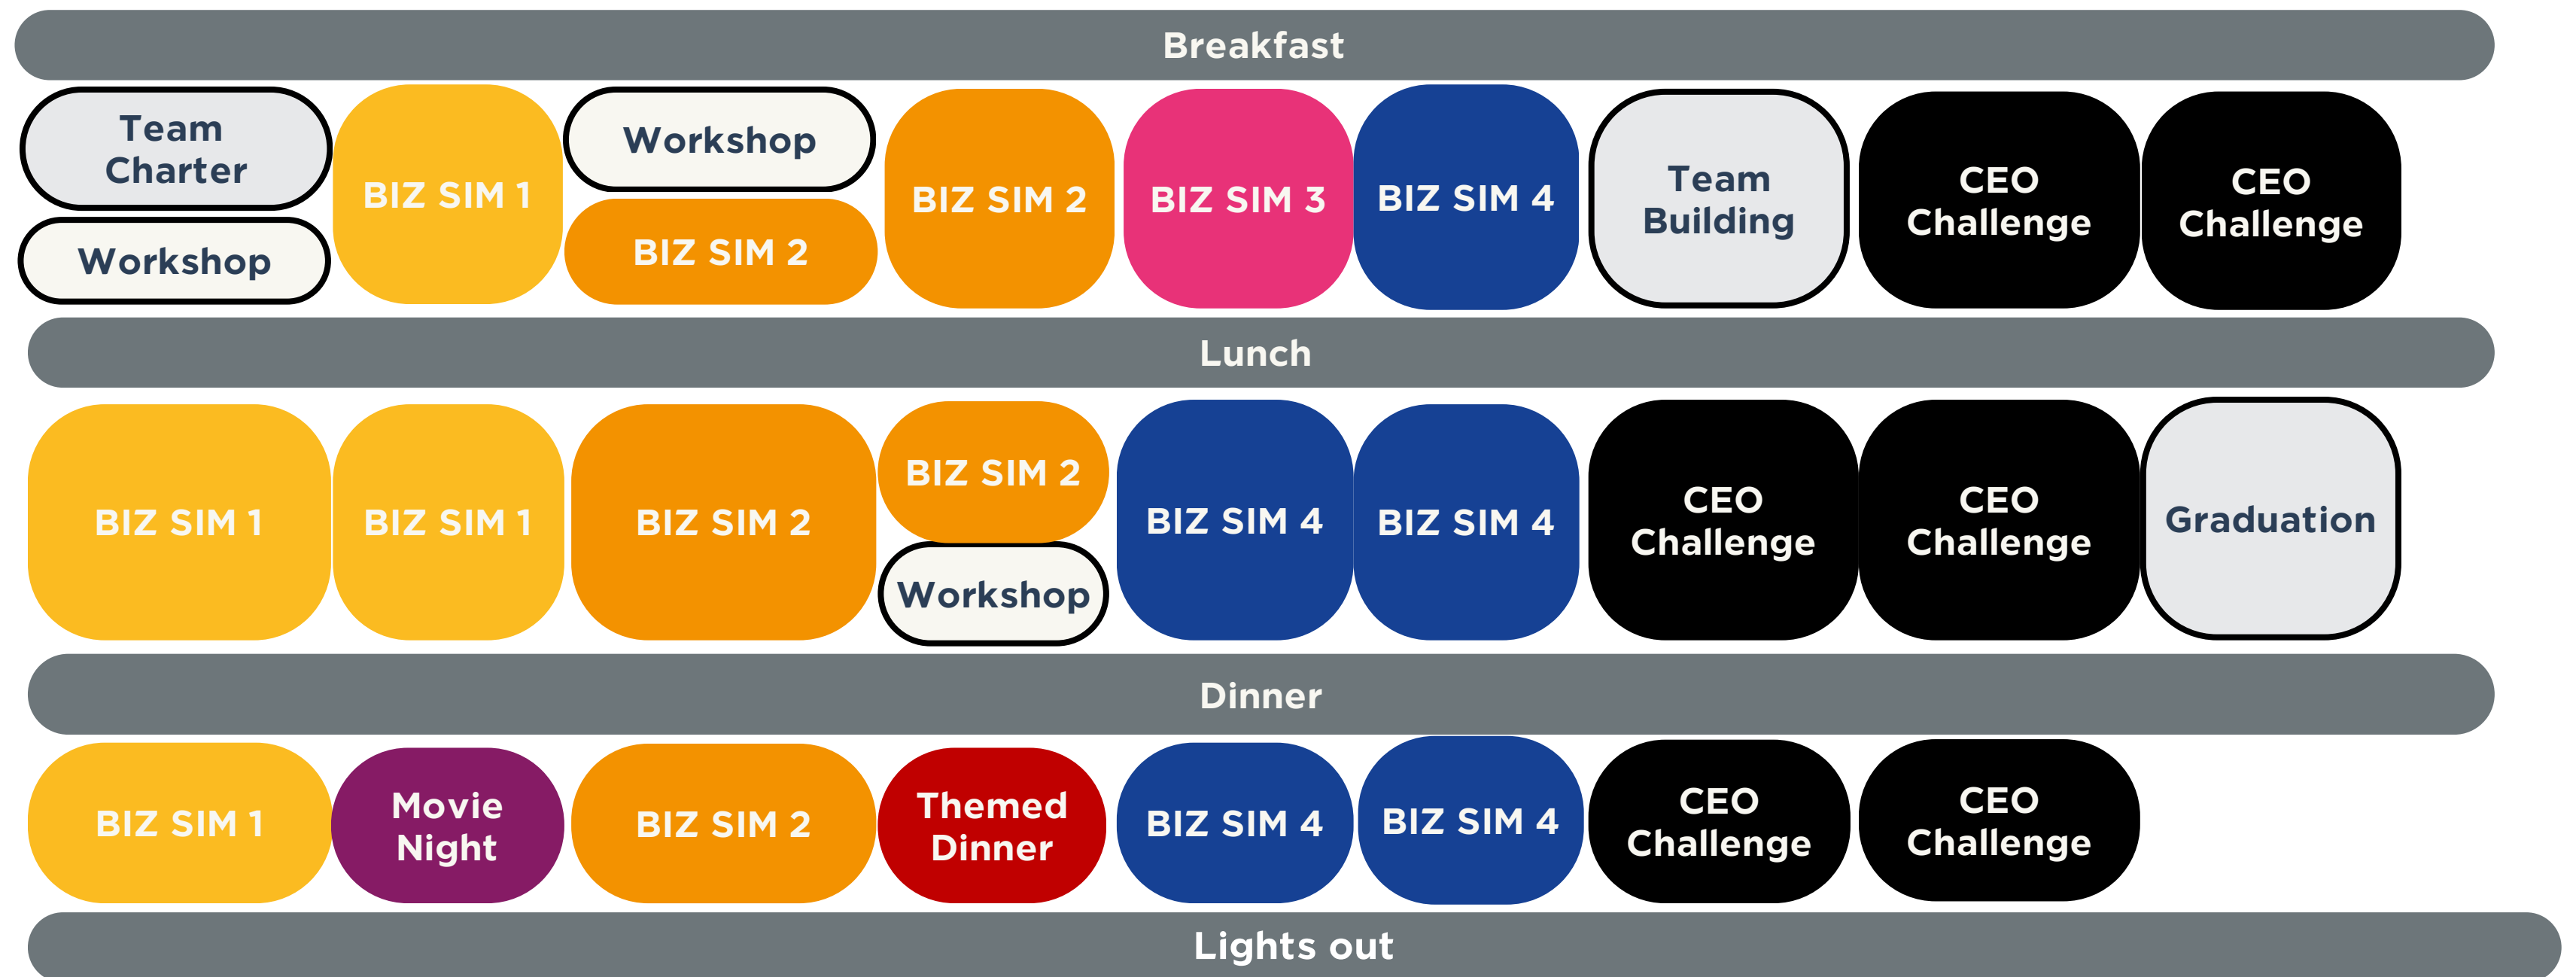 Breakfast
Team
Charter
Workshop
BIZ SIM 1
Workshop
BIZ SIM 2
BIZ SIM 2
BIZ SIM 3
BIZ SIM 4
Team
Building
CEO
Challenge
CEO
Challenge
Lunch
BIZ SIM 1
BIZ SIM 1
BIZ SIM 2
BIZ SIM 2
Workshop
BIZ SIM 4
BIZ SIM 4
CEO
Challenge
CEO
Challenge
Graduation
Dinner
BIZ SIM 1
Movie
Night
BIZ SIM 2
Themed
Dinner
BIZ SIM 4
BIZ SIM 4
CEO
Challenge
CEO
Challenge
Lights out